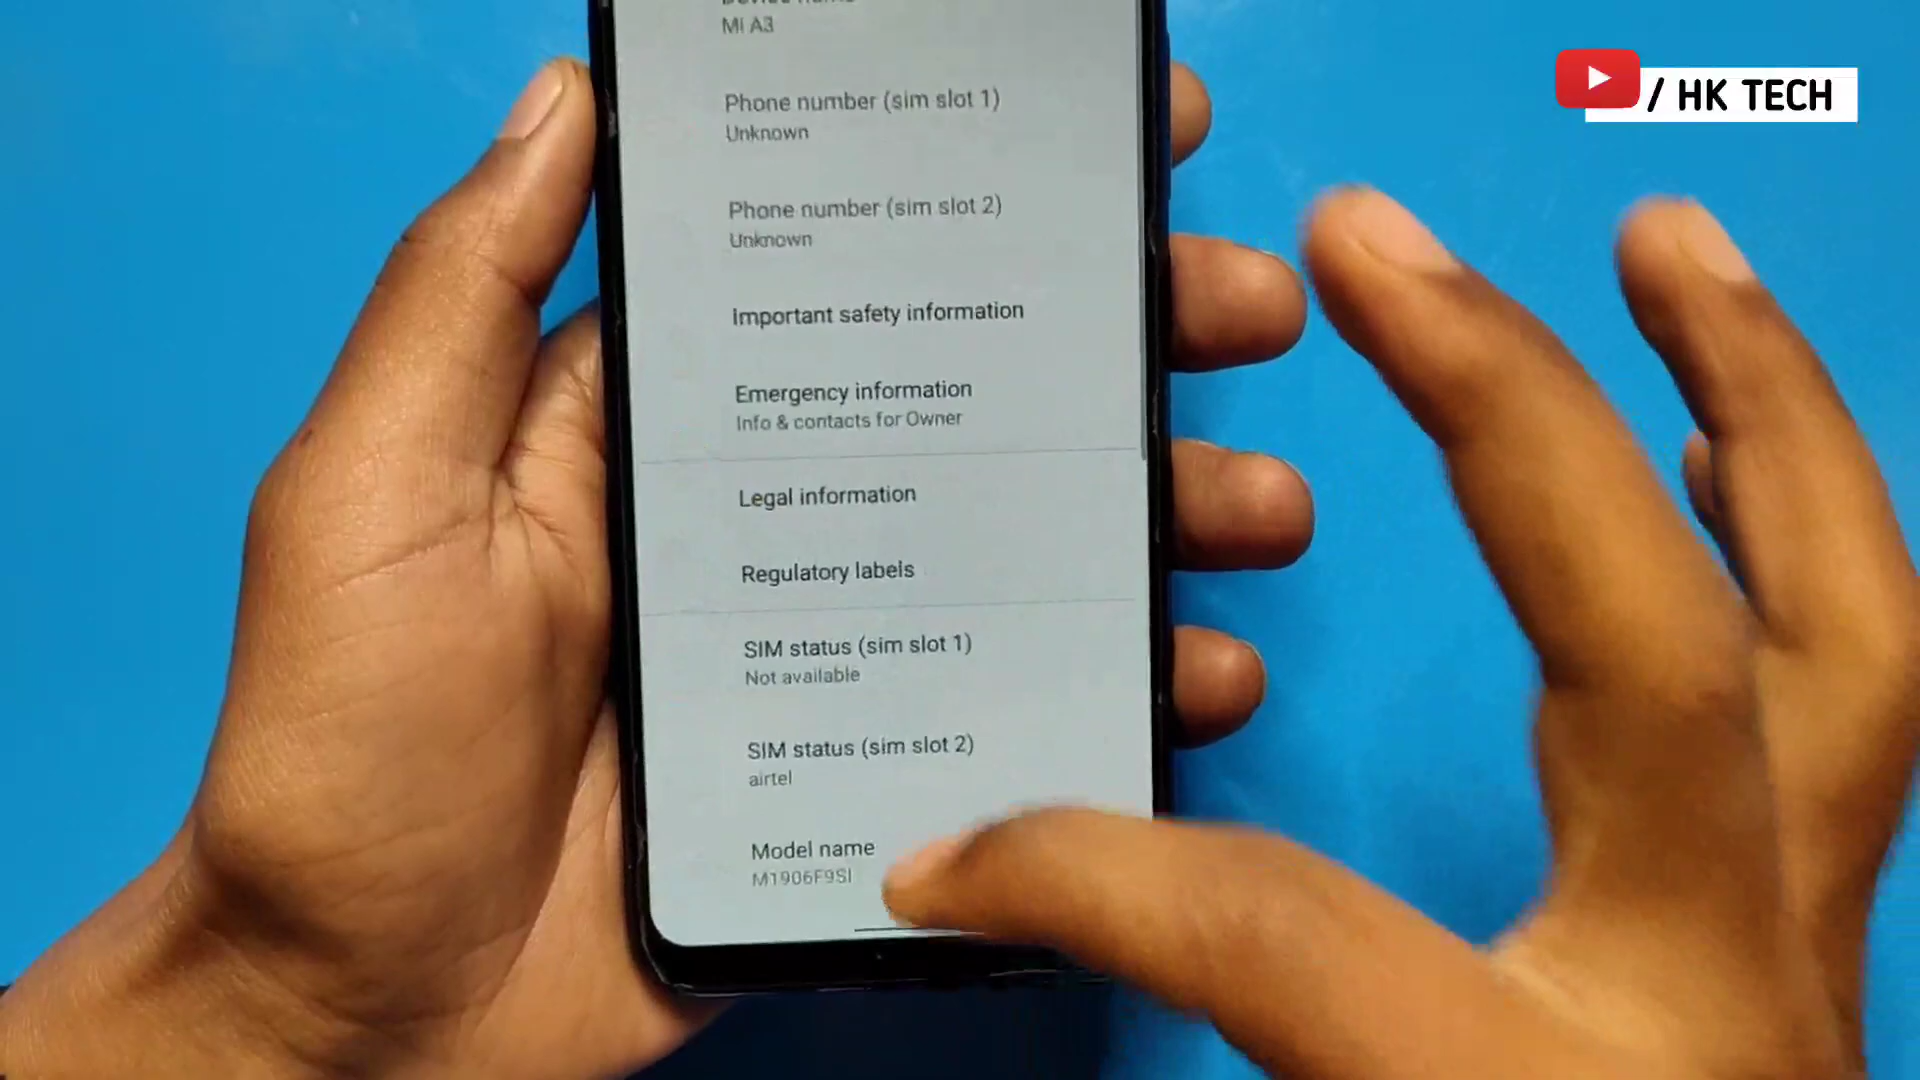 Mi A3
/ HK TECH
Phone number (sim slot 1)
Unknown
Phone number (sim slot 2)
Unknown
Important safety information
Emergency information
Info & contacts for Owner
Legal information
Regulatory labels
SIM status (sim slot 1)
Not available
SIM status (sim slot 2)
airtel
Model name
M1906F9SI